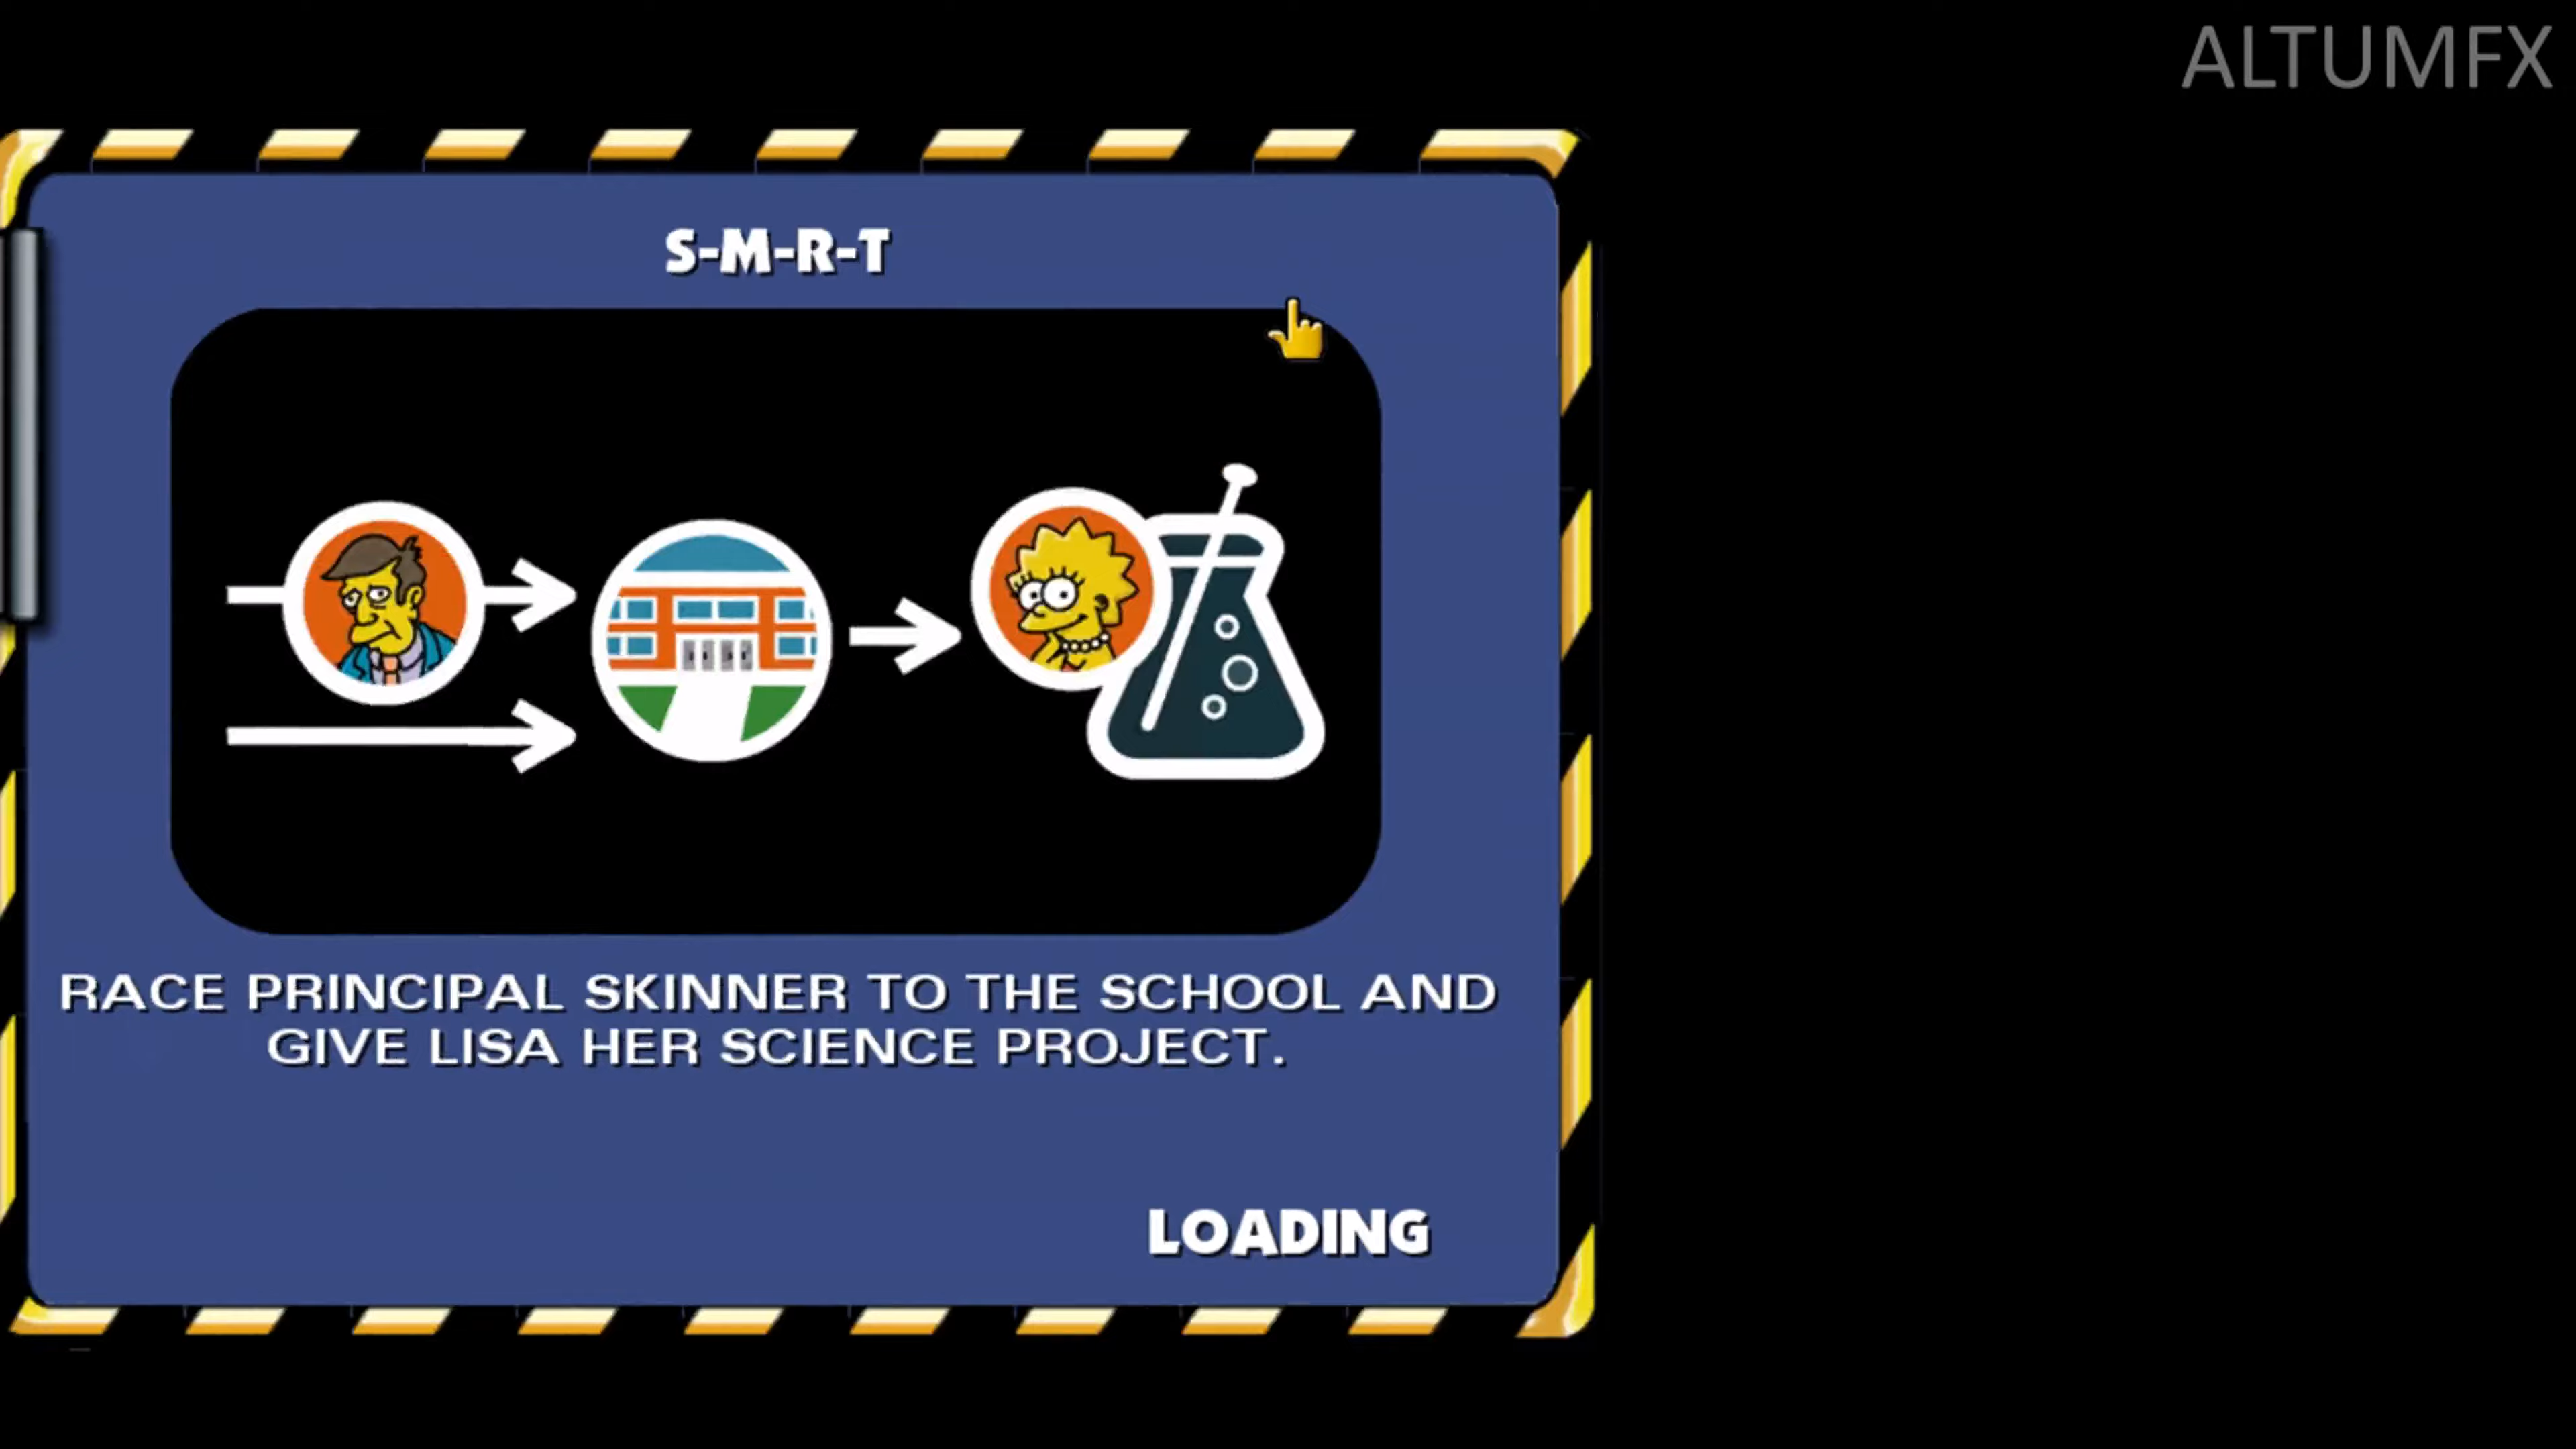 ALTUMFX
S-M-R-T
RACE PRINCIPAL SKINNER TO THE SCHOOL AND
GIVE LISA HER SCIENCE PROJECT.
LOADING